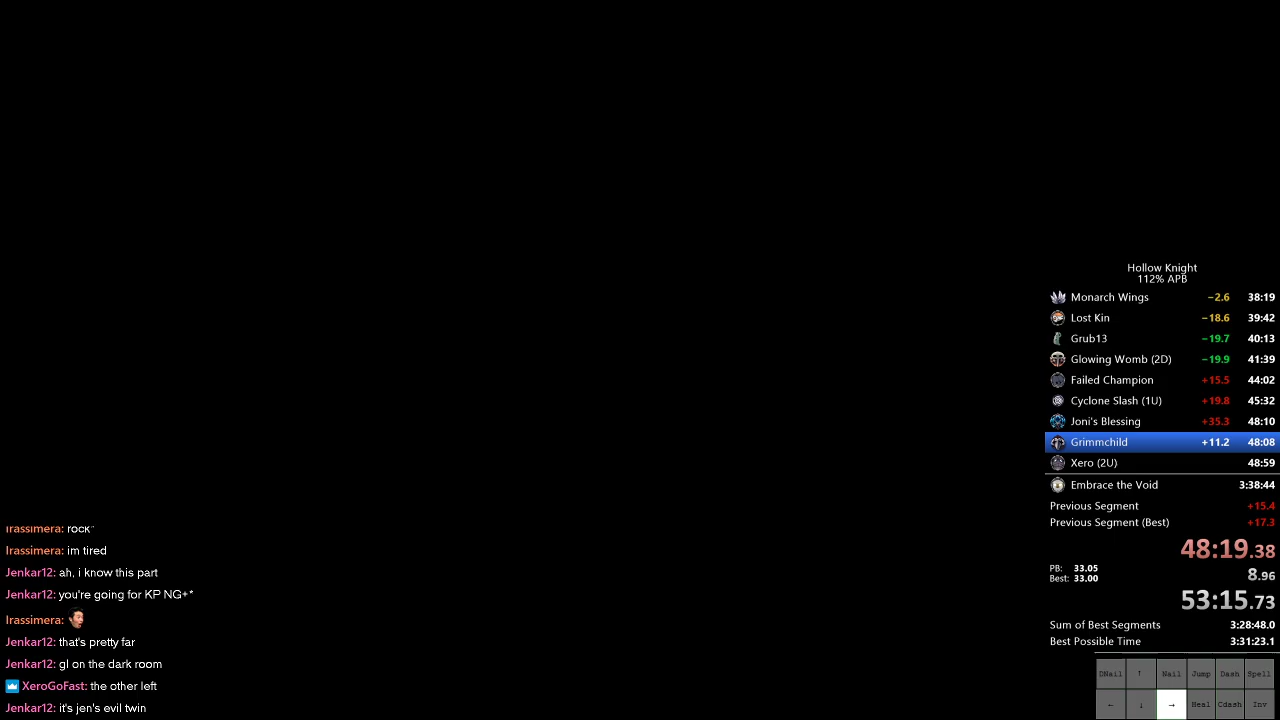 Hollow Knight
112% APB
Monarch Wings −2.6 38:19
Lost Kin −18.6 39:42
Grub13 −19.7 40:13
Glowing Womb (2D) −19.9 41:39
Failed Champion +15.5 44:02
Cyclone Slash (1U) +19.8 45:32
Joni's Blessing +35.3 48:10
Grimmchild +11.2 48:08
Xero (2U) 48:59
Embrace the Void 3:38:44
Previous Segment +15.4
Previous Segment (Best) +17.3
48:19.38
PB: 33.05
Best: 33.00
8.96
53:15.73
Sum of Best Segments 3:28:48.0
Best Possible Time 3:31:23.1
DNail ↑ Nail Jump Dash Spell
← ↓ → Heal Cdash Inv
Irassimera: rock"
Irassimera: im tired
Jenkar12: ah, i know this part
Jenkar12: you're going for KP NG+*
Irassimera:
Jenkar12: that's pretty far
Jenkar12: gl on the dark room
XeroGoFast: the other left
Jenkar12: it's jen's evil twin